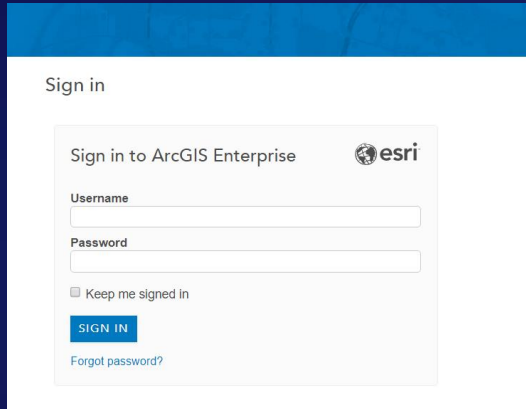 Sign in
Sign in to ArcGIS Enterprise
esri
Username
Password
Keep me signed in
SIGN IN
Forgot password?